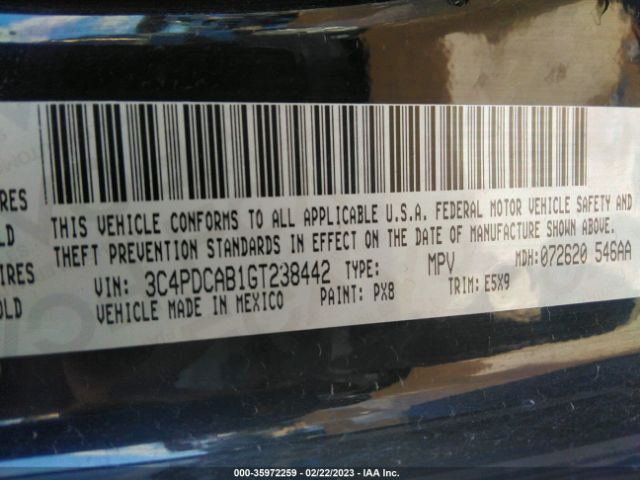 THIS VEHICLE CONFORMS TO ALL APPLICABLE U.S.A. FEDERAL MOTOR VEHICLE SAFETY AND
THEFT PREVENTION STANDARDS IN EFFECT ON THE DATE OF MANUFACTURE SHOWN ABOVE.
VIN: 3C4PDCAB1GT238442 TYPE: MPV MDH: 072620 546AA
VEHICLE MADE IN MEXICO PAINT: PX8 TRIM: E5X9
IRES
LD
IRES
OLD
000-35972259 - 02/22/2023 - IAA Inc.